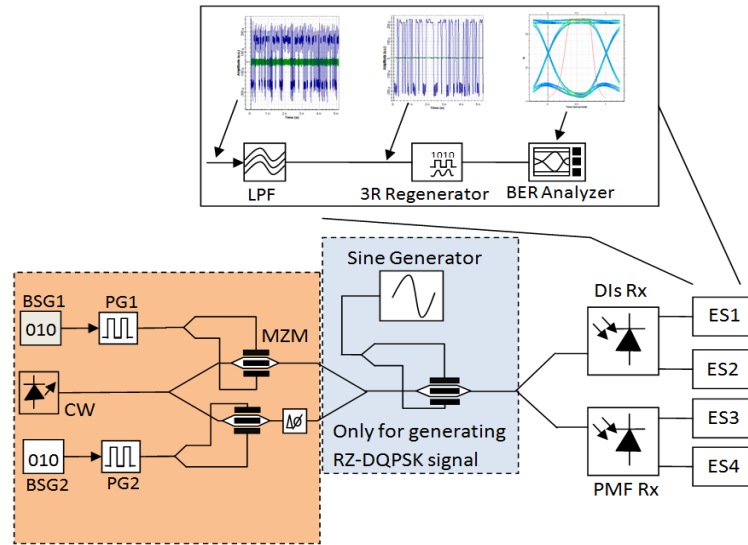 LPF
1010
3R Regenerator
BER Analyzer
Sine Generator
BSG1
PG1
010
MZM
CW
Δϕ
010
BSG2
PG2
Only for generating
RZ-DQPSK signal
DIs Rx
ES1
ES2
ES3
ES4
PMF Rx